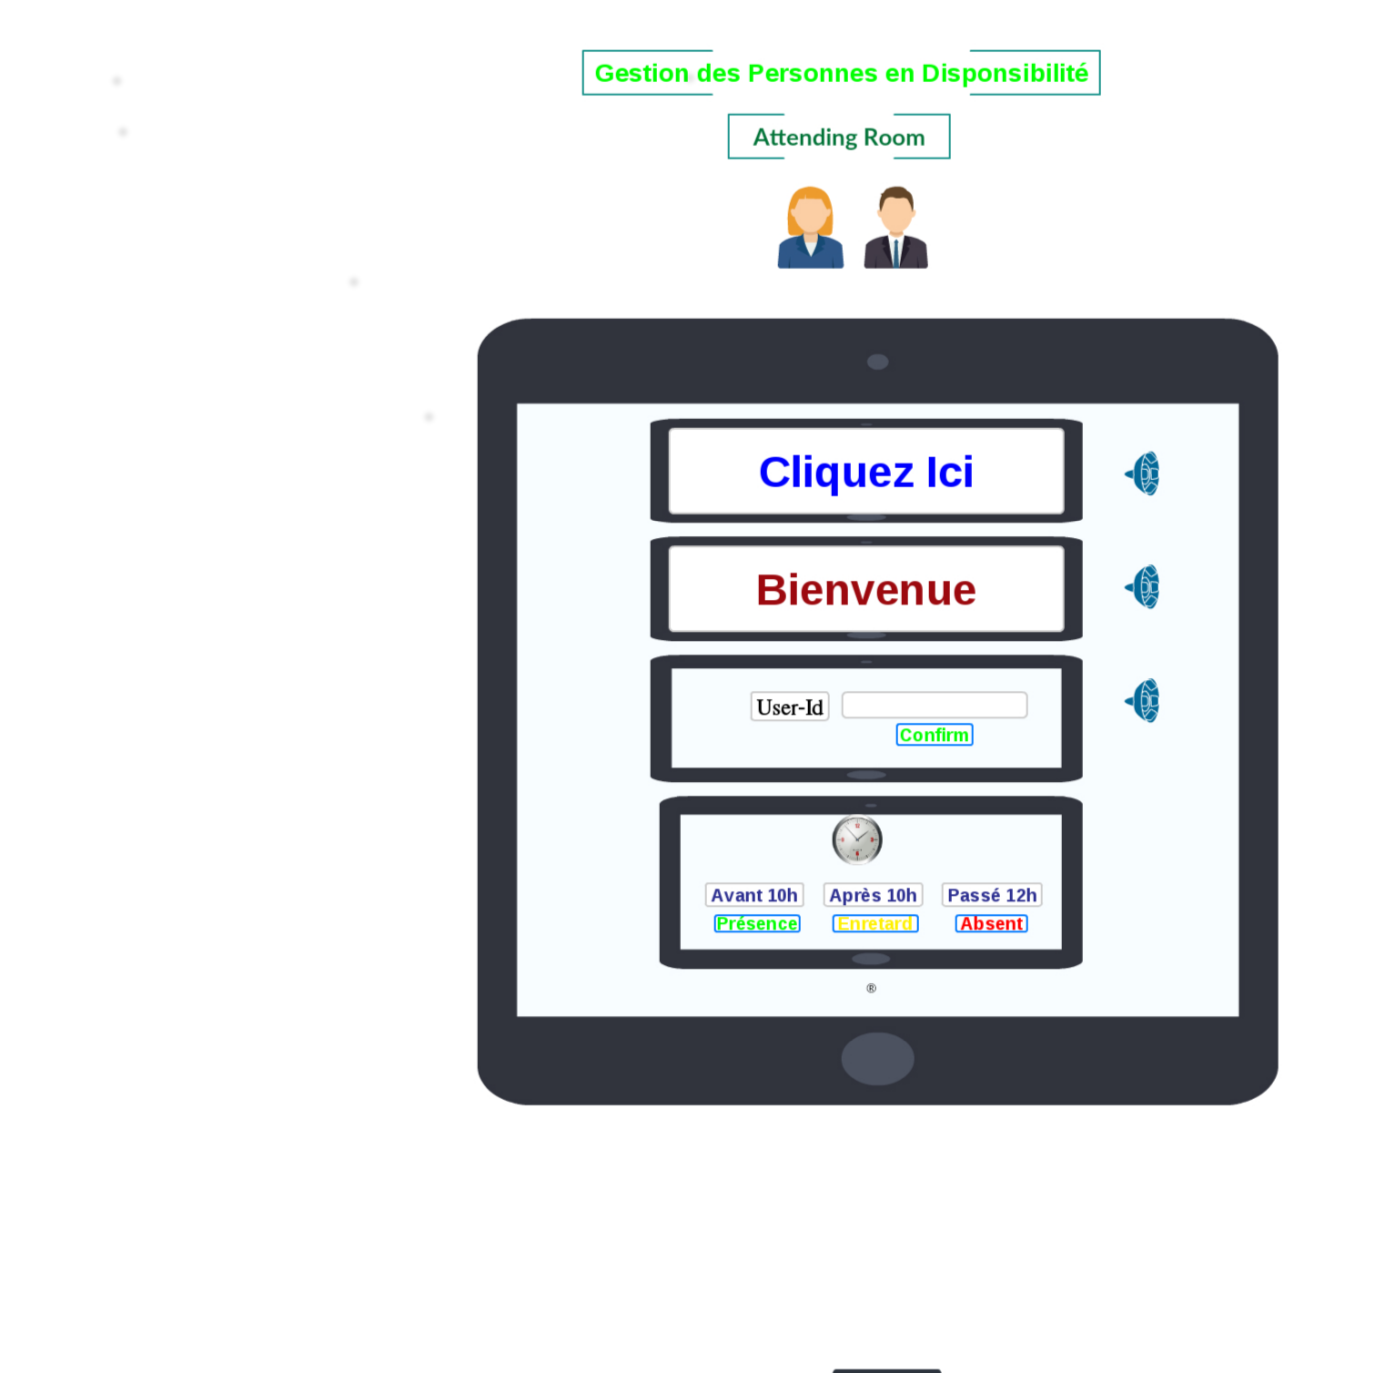 Gestion des Personnes en Disponsibilité
Attending Room
Cliquez Ici
Bienvenue
User-Id
Confirm
Avant 10h Après 10h Passé 12h
Présence Enretard Absent
®